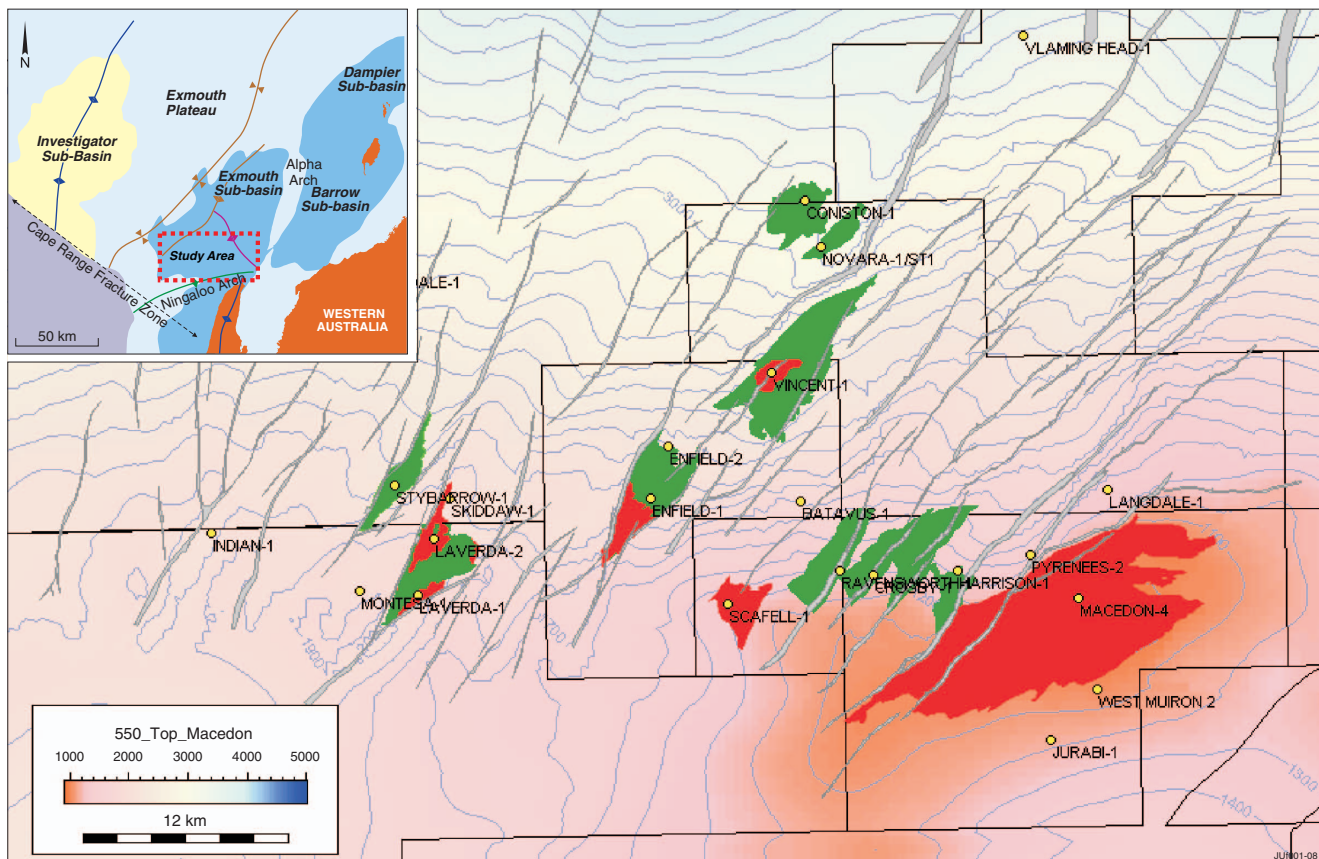 N
Dampier
Sub-basin
Exmouth
Plateau
Investigator
Sub-Basin
Alpha
Arch
Exmouth
Sub-basin
Barrow
Sub-basin
Cape Range Fracture Zone
Study Area
Ningaloo Arch
WESTERN
AUSTRALIA
50 km
VLAMING HEAD-1
CONISTON-1
NOVARA-1/ST1
DALE-1
3000
VINCENT-1
ENFIELD-2
ENFIELD-1
STYBARROW-1
SKIDDAW-1
LANGDALE-1
BATAVUS-1
INDIAN-1
LAVERDA-2
PYRENEES-2
RAVENSWORTH-1
HARRISON-1
CROSBY-1
MONTESA-1
LAVERDA-1
SCAFELL-1
MACEDON-4
1900
WEST MUIRON 2
JURABI-1
1300
1400
550_Top_Macedon
1000 2000 3000 4000 5000
12 km